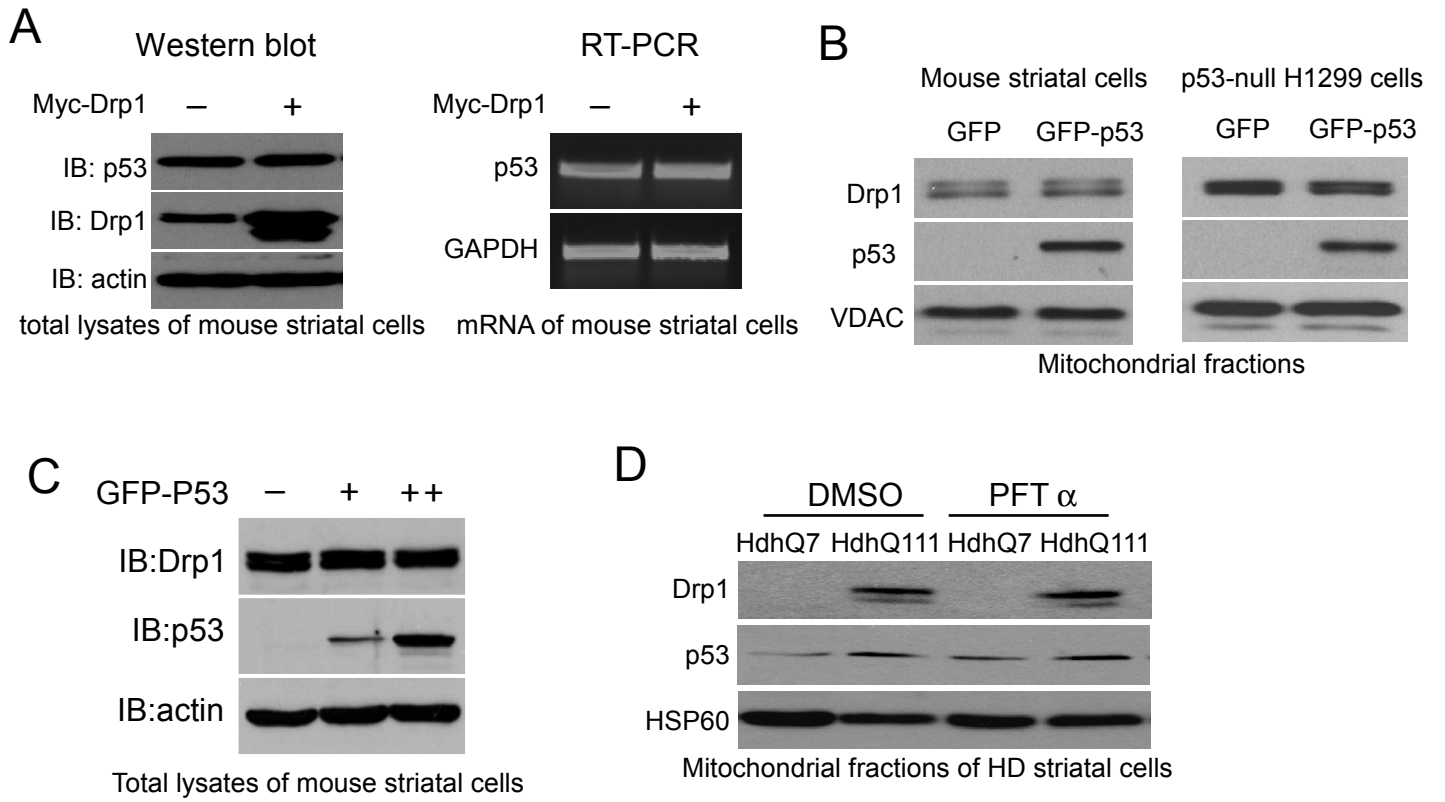 A
Western blot
RT-PCR
Myc-Drp1 – +
Myc-Drp1 – +
IB: p53
IB: Drp1
IB: actin
p53
GAPDH
total lysates of mouse striatal cells
mRNA of mouse striatal cells
B
Mouse striatal cells
p53-null H1299 cells
GFP GFP-p53
GFP GFP-p53
Drp1
p53
VDAC
Mitochondrial fractions
C
GFP-P53 – + ++
IB:Drp1
IB:p53
IB:actin
Total lysates of mouse striatal cells
D
DMSO PFT α
HdhQ7 HdhQ111 HdhQ7 HdhQ111
Drp1
p53
HSP60
Mitochondrial fractions of HD striatal cells